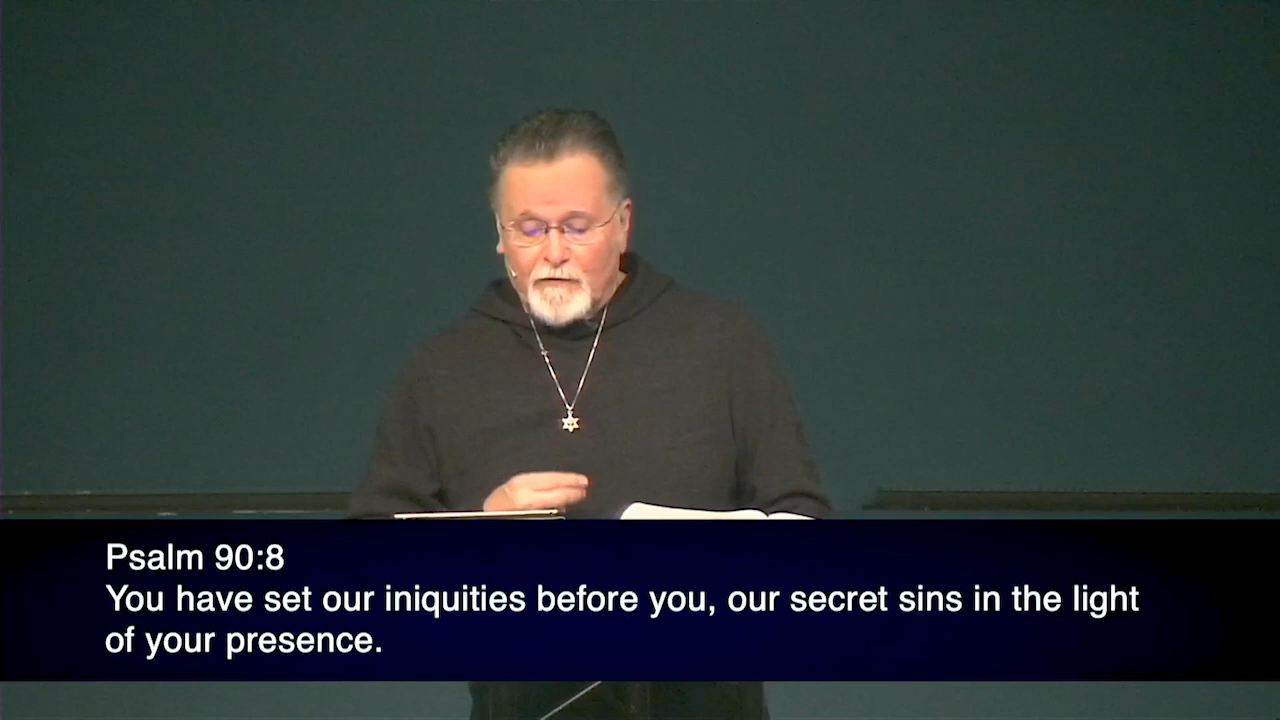 Psalm 90:8
You have set our iniquities before you, our secret sins in the light
of your presence.